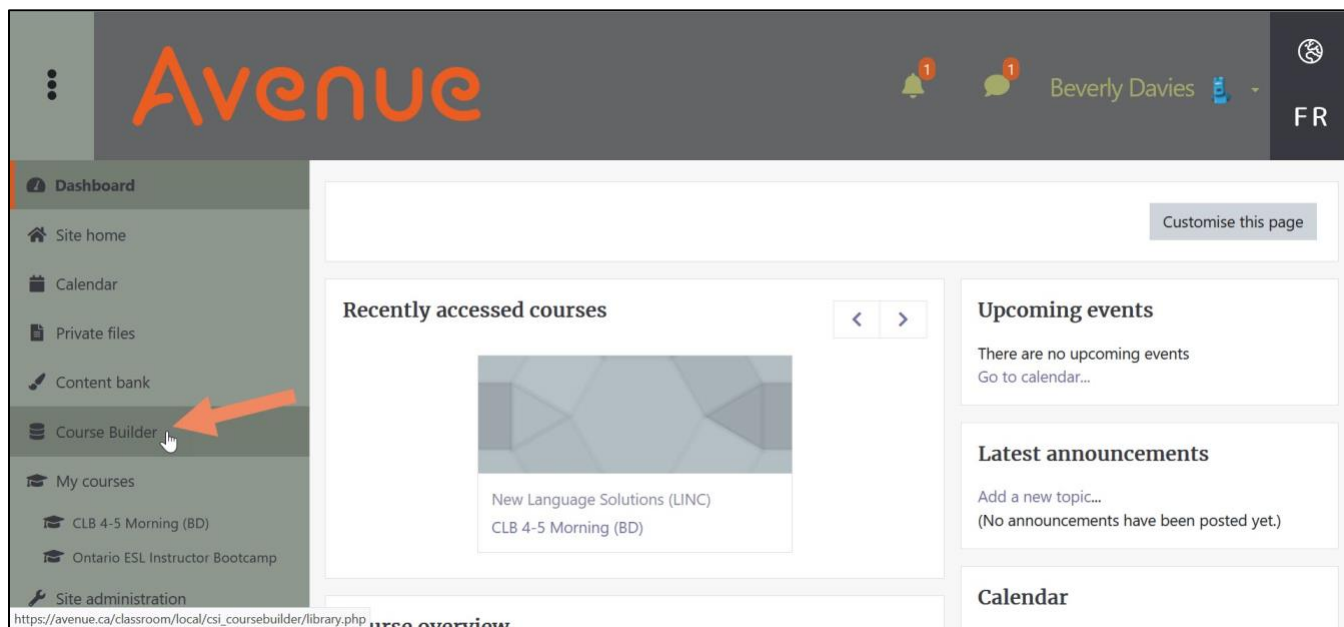 Avenue
1
1
Beverly Davies
FR
Dashboard
Site home
Calendar
Private files
Content bank
Course Builder
My courses
CLB 4-5 Morning (BD)
Ontario ESL Instructor Bootcamp
Site administration
https://avenue.ca/classroom/local/csi_coursebuilder/library.php
Customise this page
Recently accessed courses
New Language Solutions (LINC)
CLB 4-5 Morning (BD)
overview
Upcoming events
There are no upcoming events
Go to calendar...
Latest announcements
Add a new topic...
(No announcements have been posted yet.)
Calendar